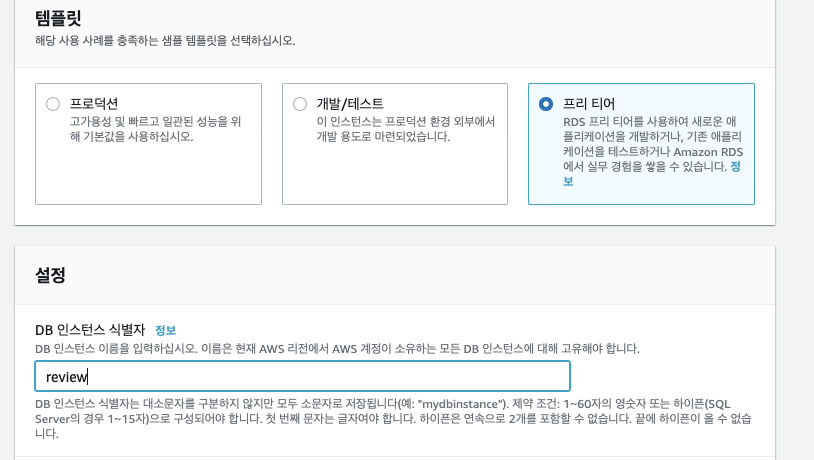 템플릿
해당 사용 사례를 충족하는 샘플 템플릿을 선택하십시오.
프로덕션
고가용성 및 빠르고 일관된 성능을 위
해 기본값을 사용하십시오.
개발/테스트
이 인스턴스는 프로덕션 환경 외부에서
개발 용도로 마련되었습니다.
프리 티어
RDS 프리 티어를 사용하여 새로운 애
플리케이션을 개발하거나, 기존 애플리
케이션을 테스트하거나 Amazon RDS
에서 실무 경험을 쌓을 수 있습니다. 정
보
설정
DB 인스턴스 식별자 정보
DB 인스턴스 이름을 입력하십시오. 이름은 현재 AWS 리전에서 AWS 계정이 소유하는 모든 DB 인스턴스에 대해 고유해야 합니다.
review
DB 인스턴스 식별자는 대소문자를 구분하지 않지만 모두 소문자로 저장됩니다(예: "mydbinstance"). 제약 조건: 1~60자의 영숫자 또는 하이픈(SQL
Server의 경우 1~15자)으로 구성되어야 합니다. 첫 번째 문자는 글자여야 합니다. 하이픈은 연속으로 2개를 포함할 수 없습니다. 끝에 하이픈이 올 수 없습
니다.